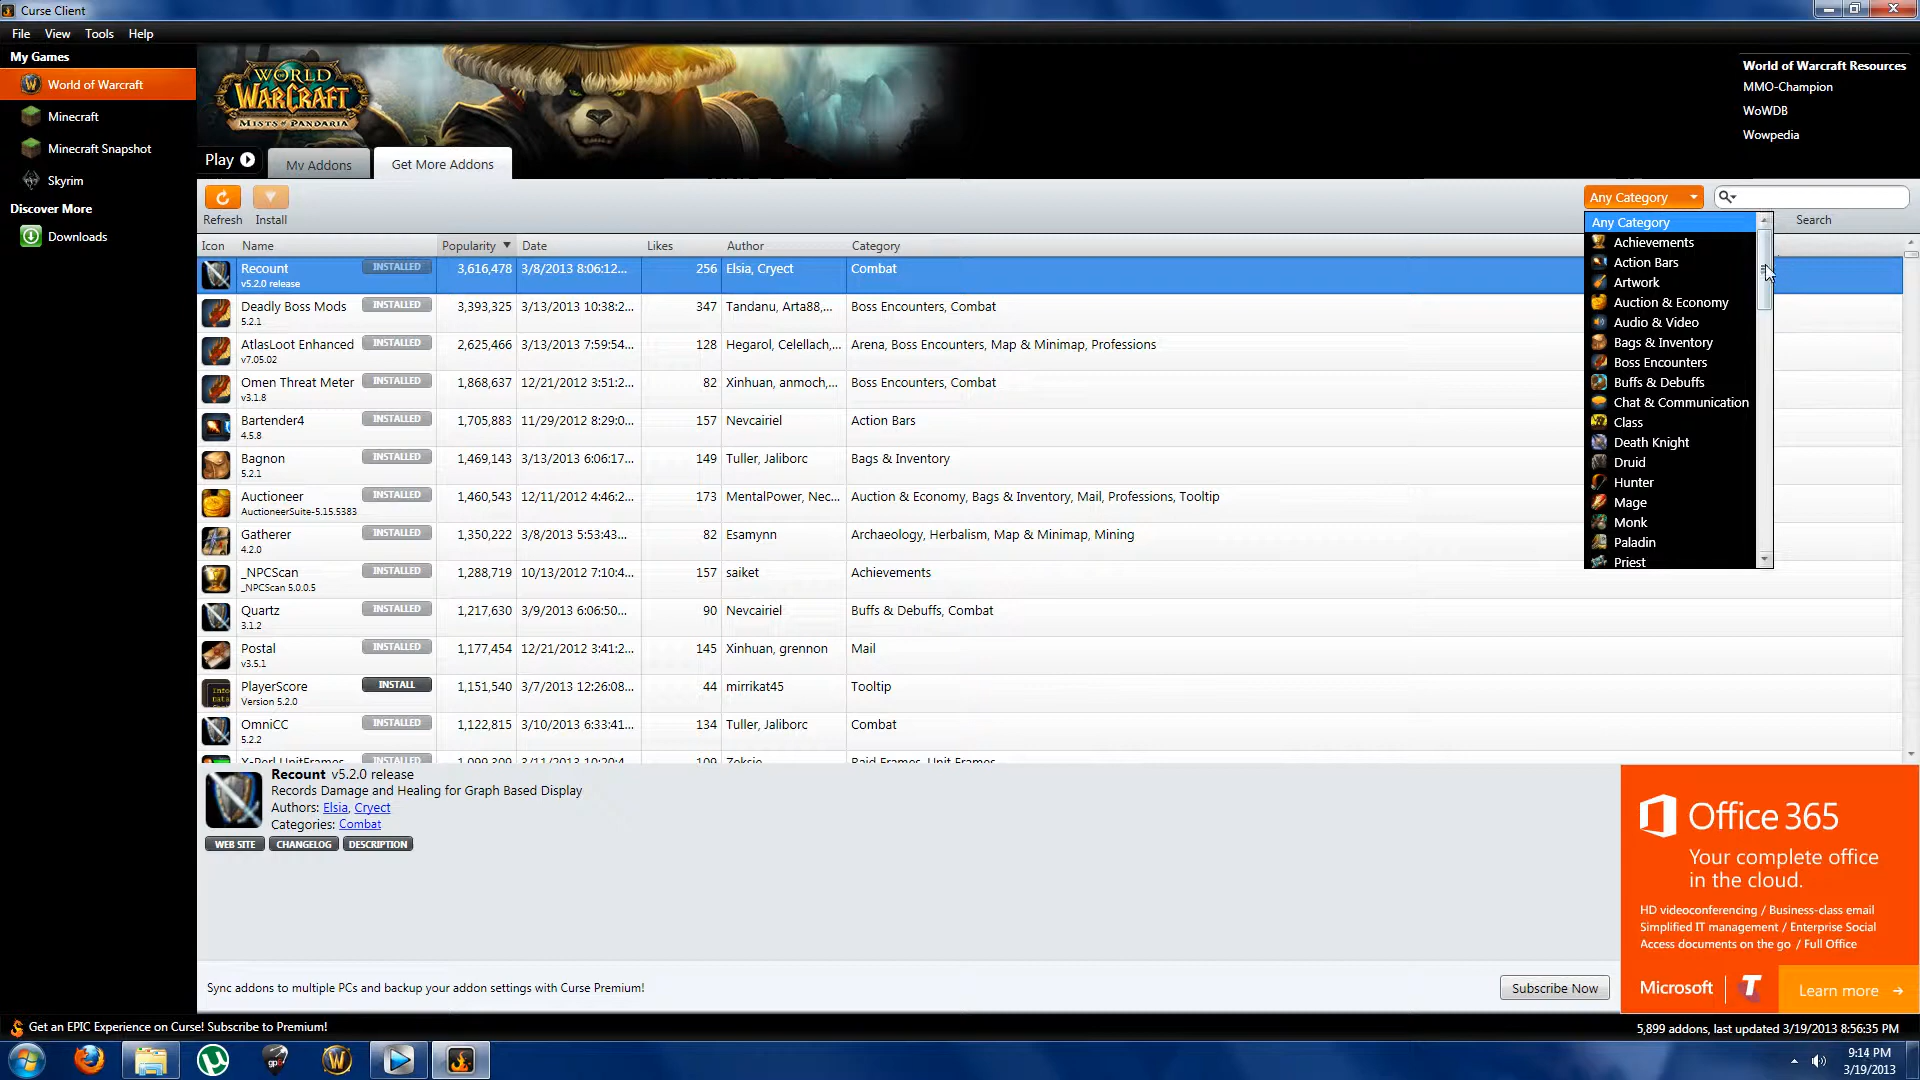 Curse Client
File View Tools Help
My Games
World of Warcraft
Minecraft
Minecraft Snapshot
Skyrim
Discover More
Downloads
WORLD
WARCRAFT
MISTS OF PANDARIA
World of Warcraft Resources
MMO-Champion
WoWDB
Wowpedia
Play
My Addons
Get More Addons
Refresh
Install
Any Category
Search
Icon Name Popularity Date Likes Author Category
Recount INSTALLED 3,616,478 3/8/2013 8:06:12... 256 Elsia, Cryect Combat
v5.2.0 release
Deadly Boss Mods INSTALLED 3,393,325 3/13/2013 10:38:2... 347 Tandanu, Arta88,... Boss Encounters, Combat
5.2.1
AtlasLoot Enhanced INSTALLED 2,625,466 3/13/2013 7:59:54... 128 Hegarol, Celellach,... Arena, Boss Encounters, Map & Minimap, Professions
v7.05.02
Omen Threat Meter INSTALLED 1,868,637 12/21/2012 3:51:2... 82 Xinhuan, anmoch,... Boss Encounters, Combat
v3.1.8
Bartender4 INSTALLED 1,705,883 11/29/2012 8:29:0... 157 Nevcairiel Action Bars
4.5.8
Bagnon INSTALLED 1,469,143 3/13/2013 6:06:17... 149 Tuller, Jaliborc Bags & Inventory
5.2.1
Auctioneer INSTALLED 1,460,543 12/11/2012 4:46:2... 173 MentalPower, Nec... Auction & Economy, Bags & Inventory, Mail, Professions, Tooltip
AuctioneerSuite-5.15.5383
Gatherer INSTALLED 1,350,222 3/8/2013 5:53:43... 82 Esamynn Archaeology, Herbalism, Map & Minimap, Mining
4.2.0
_NPCScan INSTALLED 1,288,719 10/13/2012 7:10:4... 157 saiket Achievements
_NPCScan 5.0.0.5
Quartz INSTALLED 1,217,630 3/9/2013 6:06:50... 90 Nevcairiel Buffs & Debuffs, Combat
3.1.2
Postal INSTALLED 1,177,454 12/21/2012 3:41:2... 145 Xinhuan, grennon Mail
v3.5.1
PlayerScore INSTALL 1,151,540 3/7/2013 12:26:08... 44 mirrikat45 Tooltip
Version 5.2.0
OmniCC INSTALLED 1,122,815 3/10/2013 6:33:41... 134 Tuller, Jaliborc Combat
5.2.2
X-Perl UnitFrames INSTALLED 1,099,309 3/11/2013 10:20:4... 109 Zeksie Raid Frames, Unit Frames
Any Category
Achievements
Action Bars
Artwork
Auction & Economy
Audio & Video
Bags & Inventory
Boss Encounters
Buffs & Debuffs
Chat & Communication
Class
Death Knight
Druid
Hunter
Mage
Monk
Paladin
Priest
Recount v5.2.0 release
Records Damage and Healing for Graph Based Display
Authors: Elsia, Cryect
Categories: Combat
WEB SITE CHANGELOG DESCRIPTION
Office 365
Your complete office
in the cloud.
HD videoconferencing / Business-class email
Simplified IT management / Enterprise Social
Access documents on the go / Full Office
Microsoft T Learn more
Sync addons to multiple PCs and backup your addon settings with Curse Premium!
Subscribe Now
Get an EPIC Experience on Curse! Subscribe to Premium!
5,899 addons, last updated 3/19/2013 8:56:35 PM
9:14 PM
3/19/2013